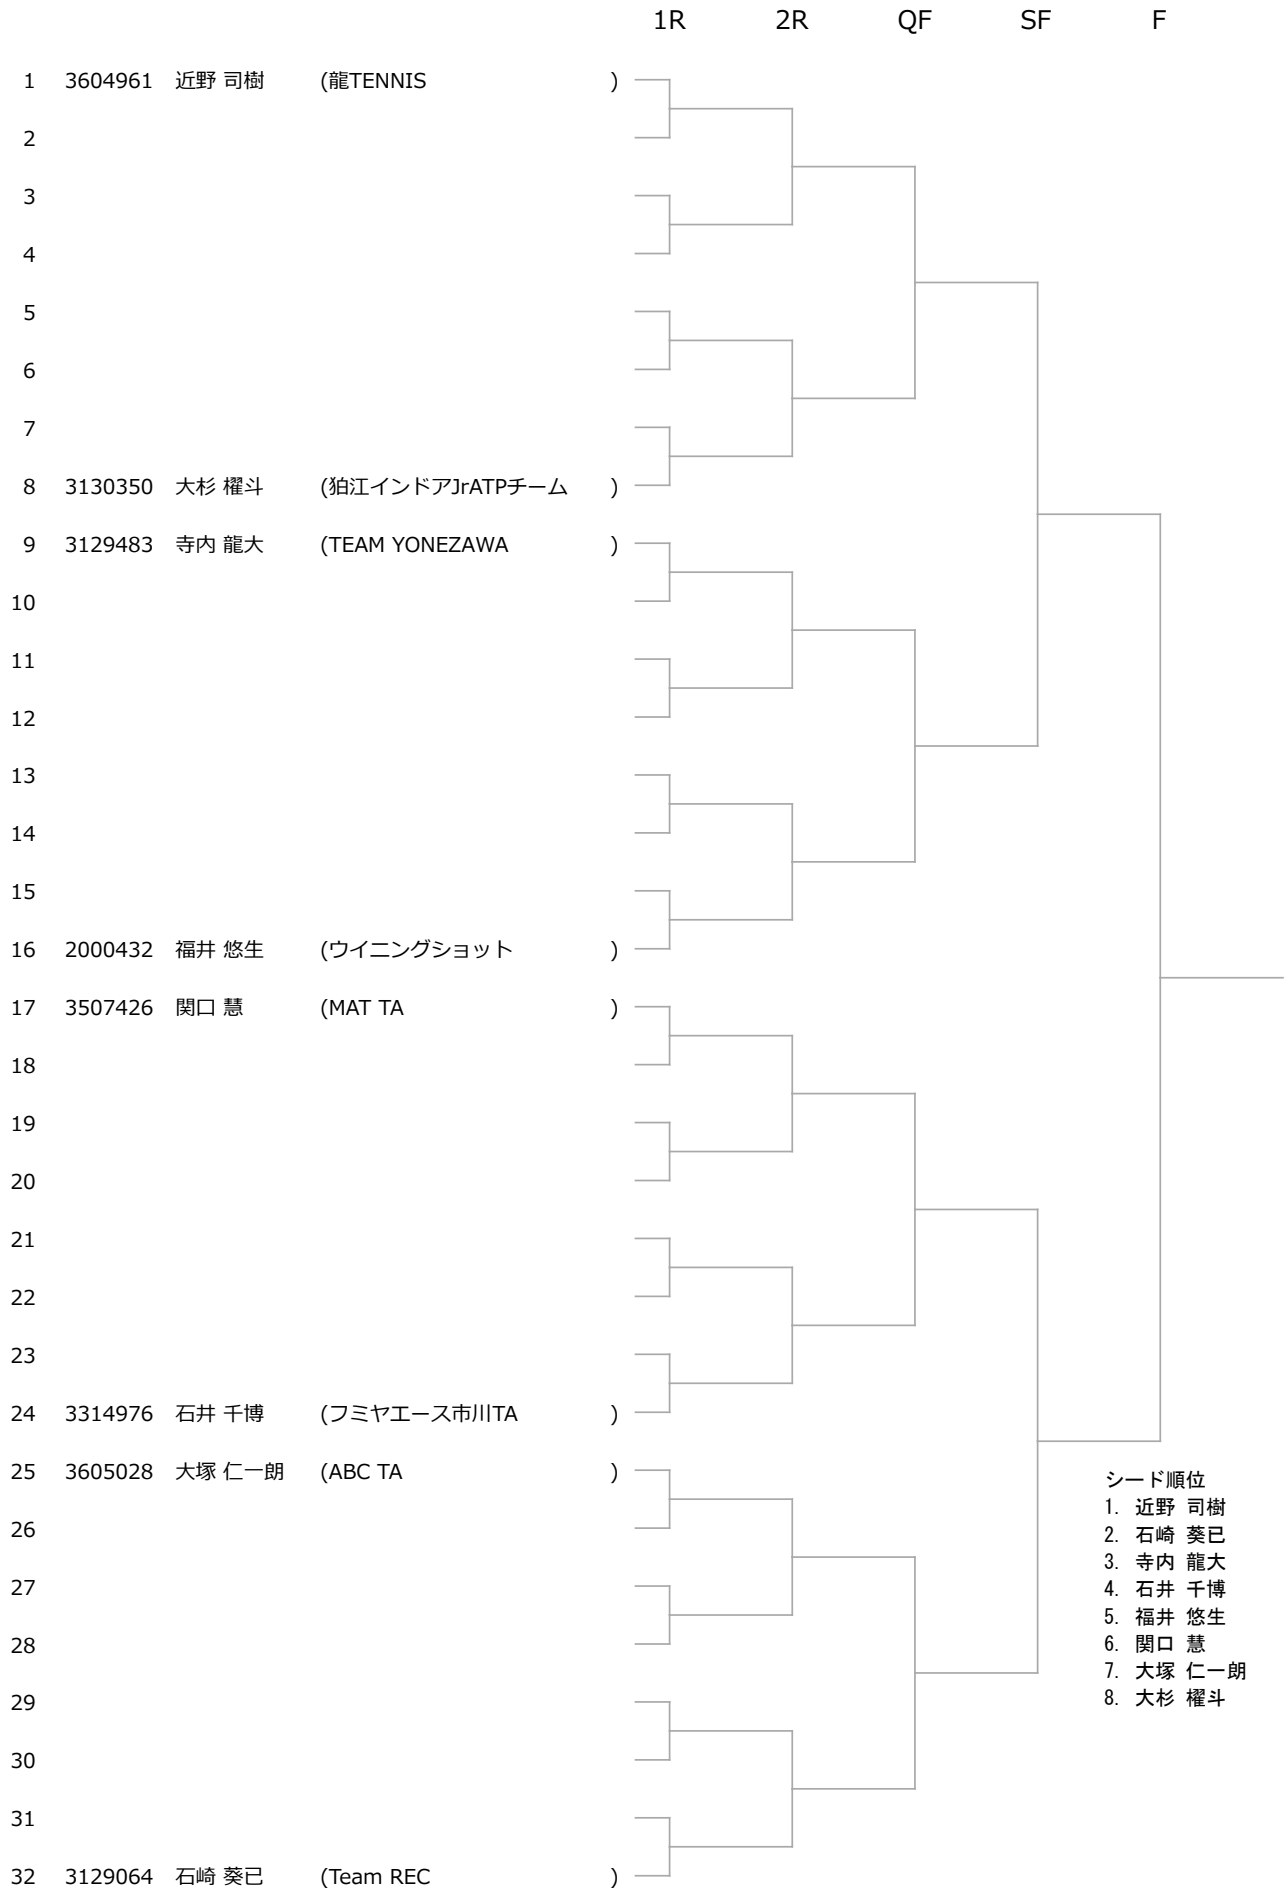 1R 2R QF SF F
1 3604961 近野 司樹 (龍TENNIS )
2
3
4
5
6
7
8 3130350 大杉 櫂斗 (狛江インドアJrATPチーム )
9 3129483 寺内 龍大 (TEAM YONEZAWA )
10
11
12
13
14
15
16 2000432 福井 悠生 (ウイニングショット )
17 3507426 関口 慧 (MAT TA )
18
19
20
21
22
23
24 3314976 石井 千博 (フミヤエース市川TA )
25 3605028 大塚 仁一朗 (ABC TA )
26
27
28
29
30
31
32 3129064 石崎 葵已 (Team REC )
シード順位
1. 近野 司樹
2. 石崎 葵已
3. 寺内 龍大
4. 石井 千博
5. 福井 悠生
6. 関口 慧
7. 大塚 仁一朗
8. 大杉 櫂斗